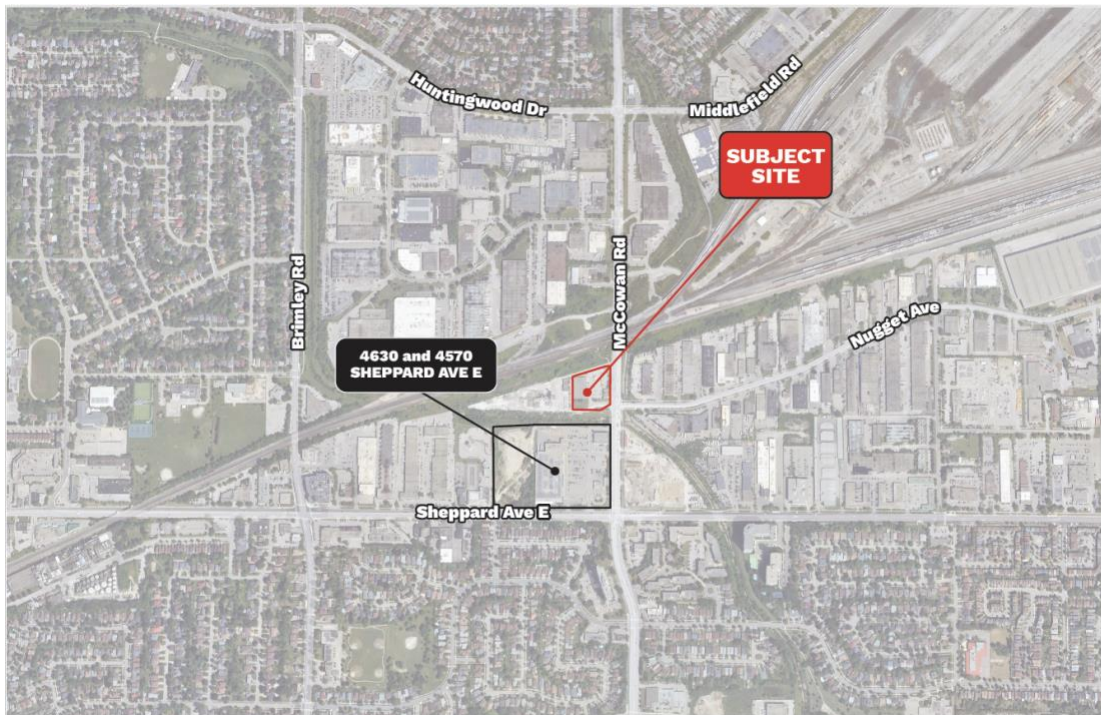 Huntingwood Dr
Middlefield Rd
SUBJECT
SITE
Brimley Rd
McCowan Rd
Nugget Ave
4630 and 4570
SHEPPARD AVE E
Sheppard Ave E